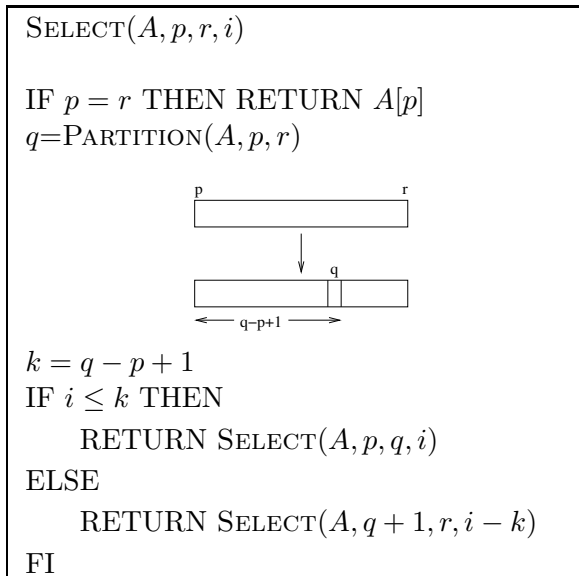 SELECT(A, p, r, i)
IF p = r THEN RETURN A[p]
q=PARTITION(A, p, r)
p r
q
q−p+1
k = q − p + 1
IF i ≤ k THEN
RETURN SELECT(A, p, q, i)
ELSE
RETURN SELECT(A, q + 1, r, i − k)
FI